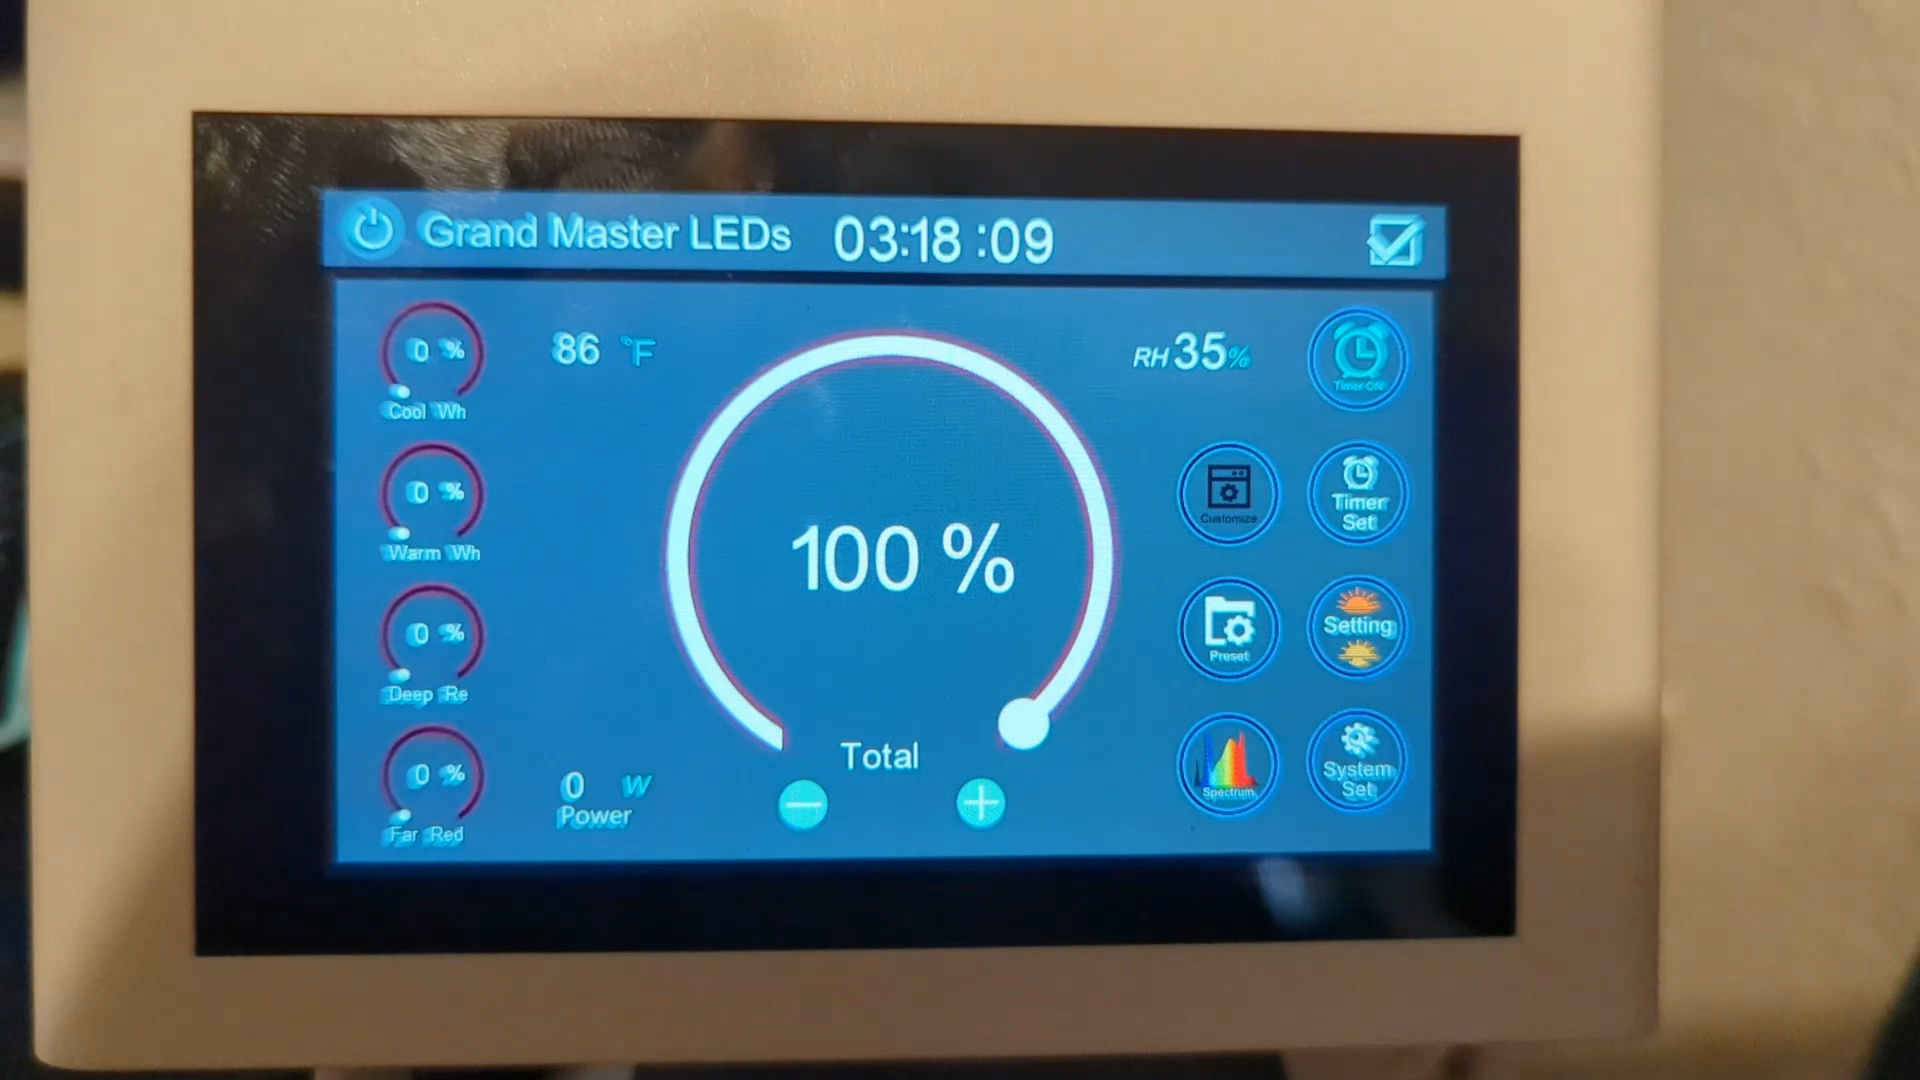 Grand Master LEDs 03:18 :09
0 %
Cool Wh
86 °F
RH 35%
Timer ON
0 %
Warm Wh
100 %
Customize
Timer
Set
0 %
Deep Re
Preset
Setting
0 %
Far Red
0 W
Power
Total
Spectrum
System
Set